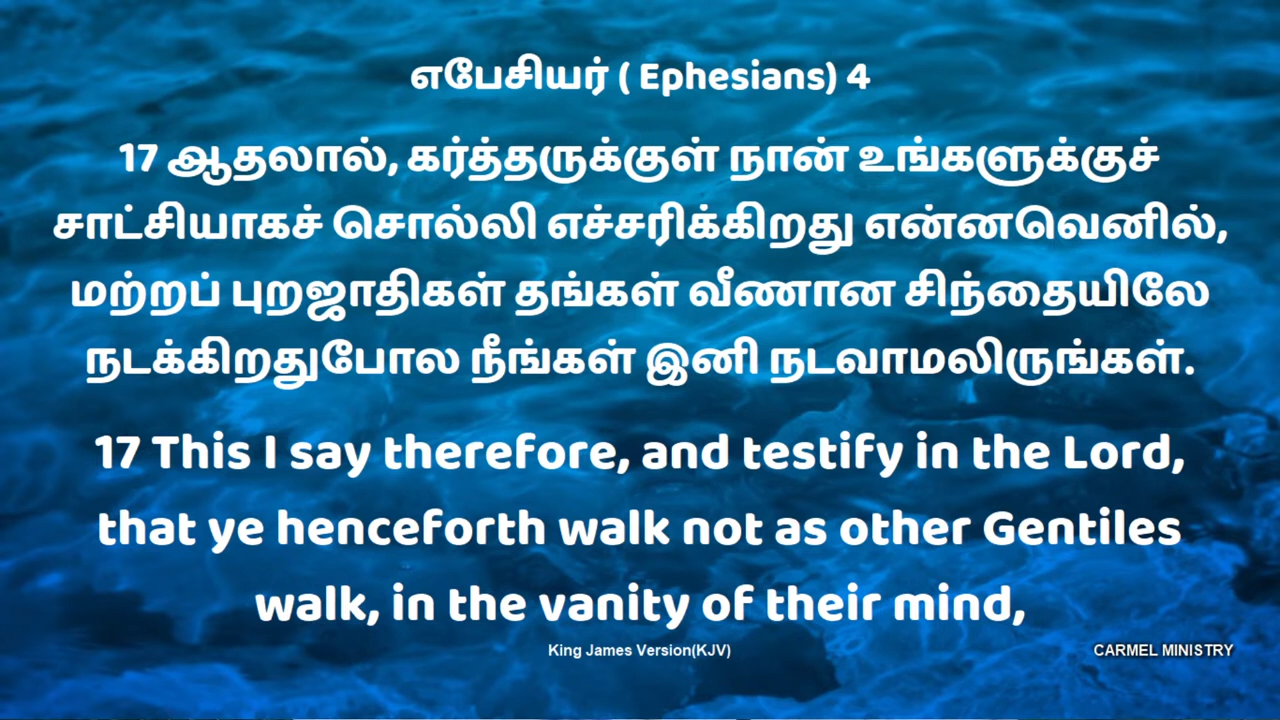 எபேசியர் ( Ephesians) 4
17 ஆதலால், கர்த்தருக்குள் நான் உங்களுக்குச்
சாட்சியாகச் சொல்லி எச்சரிக்கிறது என்னவெனில்,
மற்றப் புறஜாதிகள் தங்கள் வீணான சிந்தையிலே
நடக்கிறதுபோல நீங்கள் இனி நடவாமலிருங்கள்.
17 This I say therefore, and testify in the Lord,
that ye henceforth walk not as other Gentiles
walk, in the vanity of their mind,
King James Version(KJV)
CARMEL MINISTRY